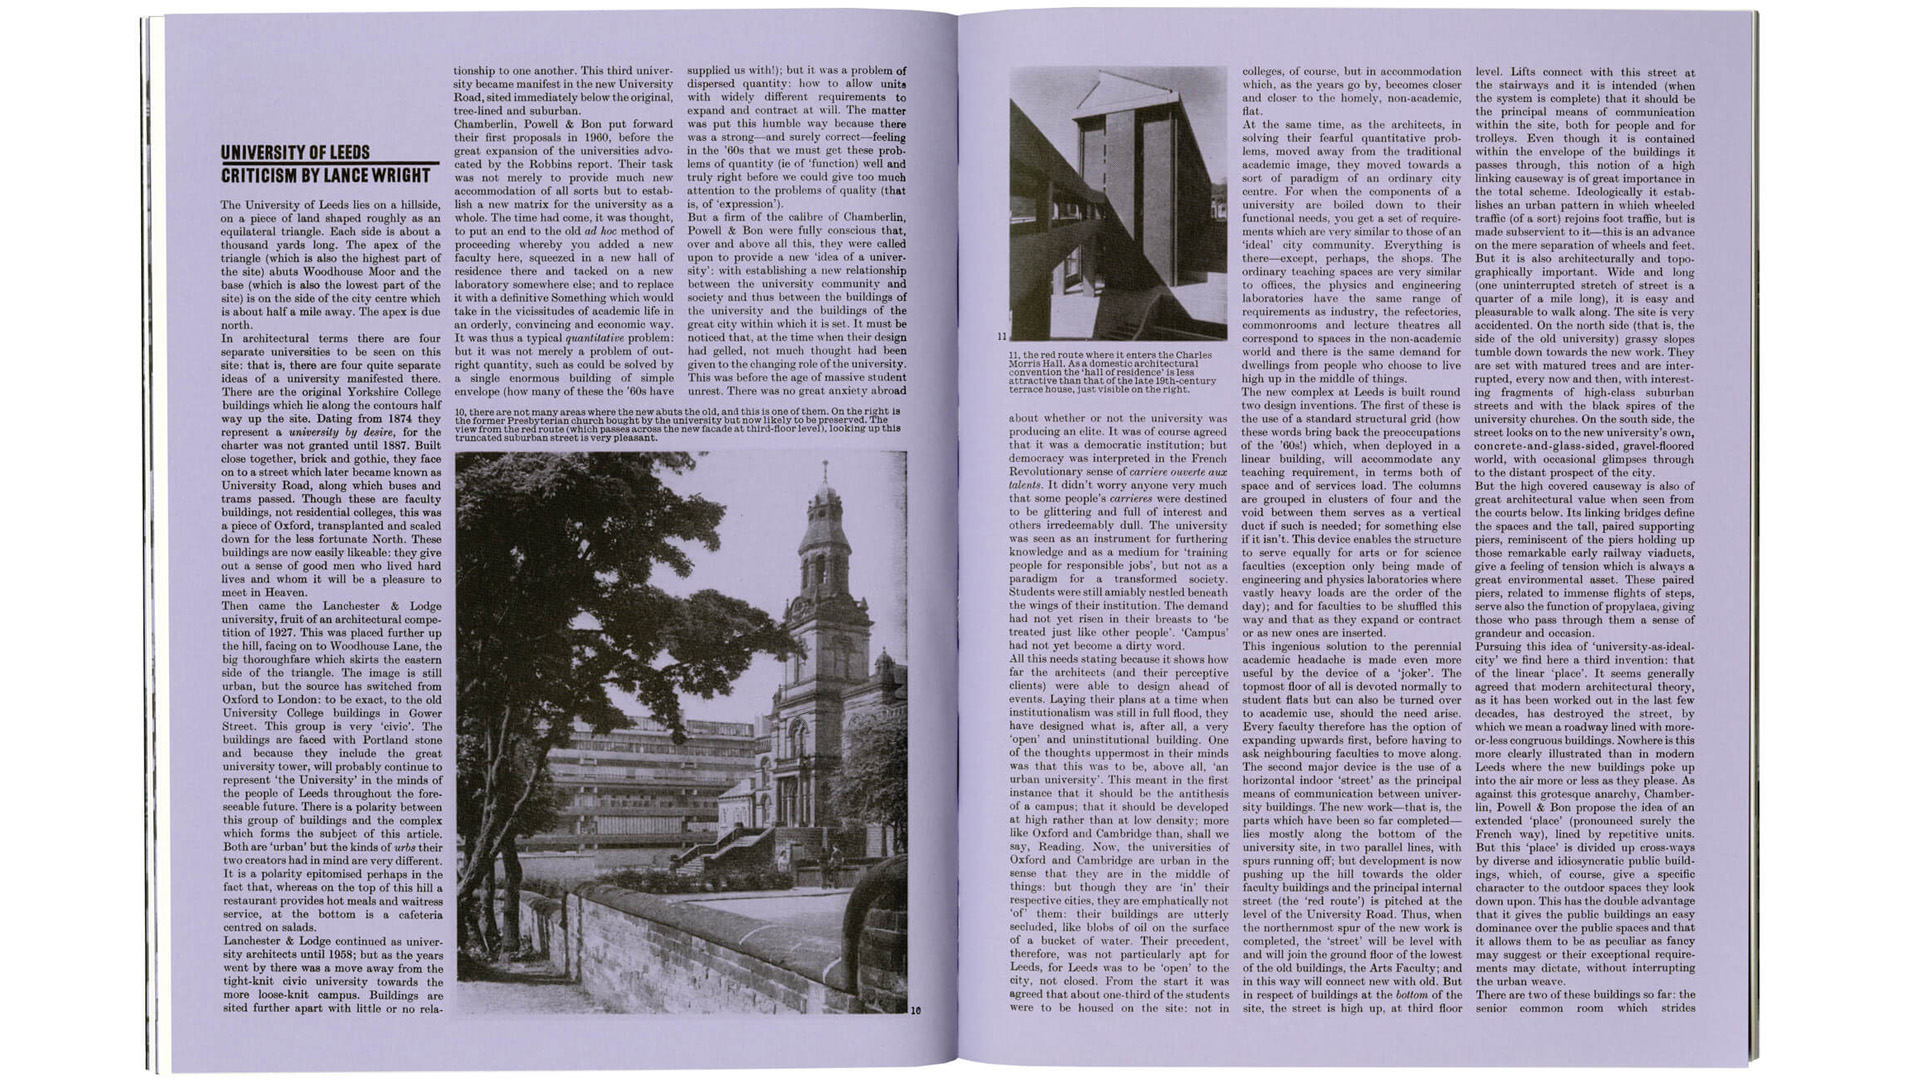 UNIVERSITY OF LEEDS
CRITICISM BY LANCE WRIGHT
The University of Leeds lies on a hillside,
on a piece of land shaped roughly as an
equilateral triangle. Each side is about a
thousand yards long. The apex of the
triangle (which is also the highest part of
the site) abuts Woodhouse Moor and the
base (which is also the lowest part of the
site) is on the side of the city centre which
is about half a mile away. The apex is due
north.
In architectural terms there are four
separate universities to be seen on this
site: that is, there are four quite separate
ideas of a university manifested there.
There are the original Yorkshire College
buildings which lie along the contours half
way up the site. Dating from 1874 they
represent a university by desire, for the
charter was not granted until 1887. Built
close together, brick and gothic, they face
on to a street which later became known as
University Road, along which buses and
trams passed. Though these are faculty
buildings, not residential colleges, this was
a piece of Oxford, transplanted and scaled
down for the less fortunate North. These
buildings are now easily likeable: they give
out a sense of good men who lived hard
lives and whom it will be a pleasure to
meet in Heaven.
Then came the Lanchester & Lodge
university, fruit of an architectural compe-
tition of 1927. This was placed further up
the hill, facing on to Woodhouse Lane, the
big thoroughfare which skirts the eastern
side of the triangle. The image is still
urban, but the source has switched from
Oxford to London: to be exact, to the old
University College buildings in Gower
Street. This group is very ‘civic’. The
buildings are faced with Portland stone
and because they include the great
university tower, will probably continue to
represent ‘the University’ in the minds of
the people of Leeds throughout the fore-
seeable future. There is a polarity between
this group of buildings and the complex
which forms the subject of this article.
Both are ‘urban’ but the kinds of urbs their
two creators had in mind are very different.
It is a polarity epitomised perhaps in the
fact that, whereas on the top of this hill a
restaurant provides hot meals and waitress
service, at the bottom is a cafeteria
centred on salads.
Lanchester & Lodge continued as univer-
sity architects until 1958; but as the years
went by there was a move away from the
tight-knit civic university towards the
more loose-knit campus. Buildings are
sited further apart with little or no rela-
tionship to one another. This third univer-
sity became manifest in the new University
Road, sited immediately below the original,
tree-lined and suburban.
Chamberlin, Powell & Bon put forward
their first proposals in 1960, before the
great expansion of the universities advo-
cated by the Robbins report. Their task
was not merely to provide much new
accommodation of all sorts but to estab-
lish a new matrix for the university as a
whole. The time had come, it was thought,
to put an end to the old ad hoc method of
proceeding whereby you added a new
faculty here, squeezed in a new hall of
residence there and tacked on a new
laboratory somewhere else; and to replace
it with a definitive Something which would
take in the vicissitudes of academic life in
an orderly, convincing and economic way.
It was thus a typical quantitative problem:
but it was not merely a problem of out-
right quantity, such as could be solved by
a single enormous building of simple
envelope (how many of these the ’60s have
supplied us with!); but it was a problem of
dispersed quantity: how to allow units
with widely different requirements to
expand and contract at will. The matter
was put this humble way because there
was a strong—and surely correct—feeling
in the ’60s that we must get these prob-
lems of quantity (ie of ‘function) well and
truly right before we could give too much
attention to the problems of quality (that
is, of ‘expression’).
But a firm of the calibre of Chamberlin,
Powell & Bon were fully conscious that,
over and above all this, they were called
upon to provide a new ‘idea of a univer-
sity’: with establishing a new relationship
between the university community and
society and thus between the buildings of
the university and the buildings of the
great city within which it is set. It must be
noticed that, at the time when their design
had gelled, not much thought had been
given to the changing role of the university.
This was before the age of massive student
unrest. There was no great anxiety abroad
10, there are not many areas where the new abuts the old, and this is one of them. On the right is
the former Presbyterian church bought by the university but now likely to be preserved. The
view from the red route (which passes across the new facade at third-floor level), looking up this
truncated suburban street is very pleasant.
10
11
11, the red route where it enters the Charles
Morris Hall. As a domestic architectural
convention the ‘hall of residence’ is less
attractive than that of the late 19th-century
terrace house, just visible on the right.
about whether or not the university was
producing an elite. It was of course agreed
that it was a democratic institution; but
democracy was interpreted in the French
Revolutionary sense of carriere ouverte aux
talents. It didn’t worry anyone very much
that some people’s carrieres were destined
to be glittering and full of interest and
others irredeemably dull. The university
was seen as an instrument for furthering
knowledge and as a medium for ‘training
people for responsible jobs’, but not as a
paradigm for a transformed society.
Students were still amiably nestled beneath
the wings of their institution. The demand
had not yet risen in their breasts to ‘be
treated just like other people’. ‘Campus’
had not yet become a dirty word.
All this needs stating because it shows how
far the architects (and their perceptive
clients) were able to design ahead of
events. Laying their plans at a time when
institutionalism was still in full flood, they
have designed what is, after all, a very
‘open’ and uninstitutional building. One
of the thoughts uppermost in their minds
was that this was to be, above all, ‘an
urban university’. This meant in the first
instance that it should be the antithesis
of a campus; that it should be developed
at high rather than at low density; more
like Oxford and Cambridge than, shall we
say, Reading. Now, the universities of
Oxford and Cambridge are urban in the
sense that they are in the middle of
things: but though they are ‘in’ their
respective cities, they are emphatically not
‘of’ them: their buildings are utterly
secluded, like blobs of oil on the surface
of a bucket of water. Their precedent,
therefore, was not particularly apt for
Leeds, for Leeds was to be ‘open’ to the
city, not closed. From the start it was
agreed that about one-third of the students
were to be housed on the site: not in
colleges, of course, but in accommodation
which, as the years go by, becomes closer
and closer to the homely, non-academic,
flat.
At the same time, as the architects, in
solving their fearful quantitative prob-
lems, moved away from the traditional
academic image, they moved towards a
sort of paradigm of an ordinary city
centre. For when the components of a
university are boiled down to their
functional needs, you get a set of require-
ments which are very similar to those of an
‘ideal’ city community. Everything is
there—except, perhaps, the shops. The
ordinary teaching spaces are very similar
to offices, the physics and engineering
laboratories have the same range of
requirements as industry, the refectories,
commonrooms and lecture theatres all
correspond to spaces in the non-academic
world and there is the same demand for
dwellings from people who choose to live
high up in the middle of things.
The new complex at Leeds is built round
two design inventions. The first of these is
the use of a standard structural grid (how
these words bring back the preoccupations
of the ’60s!) which, when deployed in a
linear building, will accommodate any
teaching requirement, in terms both of
space and of services load. The columns
are grouped in clusters of four and the
void between them serves as a vertical
duct if such is needed; for something else
if it isn’t. This device enables the structure
to serve equally for arts or for science
faculties (exception only being made of
engineering and physics laboratories where
vastly heavy loads are the order of the
day); and for faculties to be shuffled this
way and that as they expand or contract
or as new ones are inserted.
This ingenious solution to the perennial
academic headache is made even more
useful by the device of a ‘joker’. The
topmost floor of all is devoted normally to
student flats but can also be turned over
to academic use, should the need arise.
Every faculty therefore has the option of
expanding upwards first, before having to
ask neighbouring faculties to move along.
The second major device is the use of a
horizontal indoor ‘street’ as the principal
means of communication between univer-
sity buildings. The new work—that is, the
parts which have been so far completed—
lies mostly along the bottom of the
university site, in two parallel lines, with
spurs running off; but development is now
pushing up the hill towards the older
faculty buildings and the principal internal
street (the ‘red route’) is pitched at the
level of the University Road. Thus, when
the northernmost spur of the new work is
completed, the ‘street’ will be level with
and will join the ground floor of the lowest
of the old buildings, the Arts Faculty; and
in this way will connect new with old. But
in respect of buildings at the bottom of the
site, the street is high up, at third floor
level. Lifts connect with this street at
the stairways and it is intended (when
the system is complete) that it should be
the principal means of communication
within the site, both for people and for
trolleys. Even though it is contained
within the envelope of the buildings it
passes through, this notion of a high
linking causeway is of great importance in
the total scheme. Ideologically it estab-
lishes an urban pattern in which wheeled
traffic (of a sort) rejoins foot traffic, but is
made subservient to it—this is an advance
on the mere separation of wheels and feet.
But it is also architecturally and topo-
graphically important. Wide and long
(one uninterrupted stretch of street is a
quarter of a mile long), it is easy and
pleasurable to walk along. The site is very
accidented. On the north side (that is, the
side of the old university) grassy slopes
tumble down towards the new work. They
are set with matured trees and are inter-
rupted, every now and then, with interest-
ing fragments of high-class suburban
streets and with the black spires of the
university churches. On the south side, the
street looks on to the new university’s own,
concrete-and-glass-sided, gravel-floored
world, with occasional glimpses through
to the distant prospect of the city.
But the high covered causeway is also of
great architectural value when seen from
the courts below. Its linking bridges define
the spaces and the tall, paired supporting
piers, reminiscent of the piers holding up
those remarkable early railway viaducts,
give a feeling of tension which is always a
great environmental asset. These paired
piers, related to immense flights of steps,
serve also the function of propylaea, giving
those who pass through them a sense of
grandeur and occasion.
Pursuing this idea of ‘university-as-ideal-
city’ we find here a third invention: that
of the linear ‘place’. It seems generally
agreed that modern architectural theory,
as it has been worked out in the last few
decades, has destroyed the street, by
which we mean a roadway lined with more-
or-less congruous buildings. Nowhere is this
more clearly illustrated than in modern
Leeds where the new buildings poke up
into the air more or less as they please. As
against this grotesque anarchy, Chamber-
lin, Powell & Bon propose the idea of an
extended ‘place’ (pronounced surely the
French way), lined by repetitive units.
But this ‘place’ is divided up cross-ways
by diverse and idiosyncratic public build-
ings, which, of course, give a specific
character to the outdoor spaces they look
down upon. This has the double advantage
that it gives the public buildings an easy
dominance over the public spaces and that
it allows them to be as peculiar as fancy
may suggest or their exceptional require-
ments may dictate, without interrupting
the urban weave.
There are two of these buildings so far: the
senior common room which strides